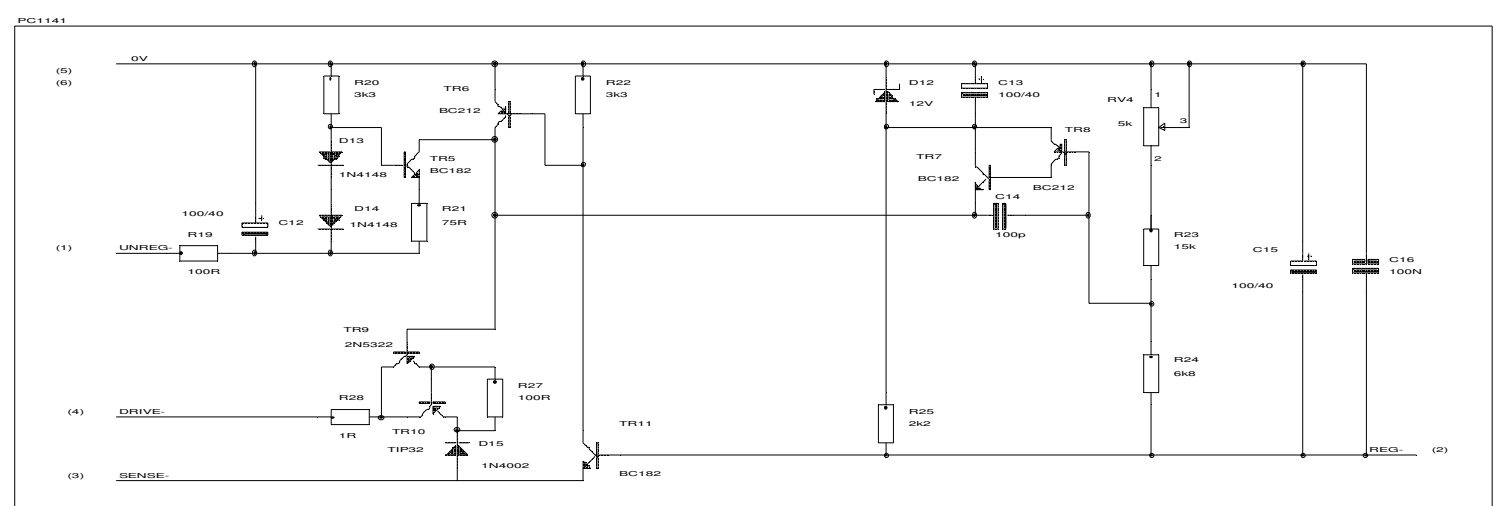 PC1141
(5)
(6)
0V
R20
3k3
TR6
BC212
R22
3k3
D12
12V
C13
100/40
RV4
5k
1
3
2
D13
1N4148
TR5
BC182
TR7
BC182
TR8
BC212
C14
100p
100/40
C12
D14
1N4148
R21
75R
(1)
UNREG-
R19
100R
R23
15k
C15
100/40
C16
100N
TR9
2N5322
R24
6k8
R27
100R
(4)
DRIVE-
R28
1R
TR10
TIP32
D15
1N4002
TR11
BC182
R25
2k2
REG-
(2)
(3)
SENSE-
+
+
+